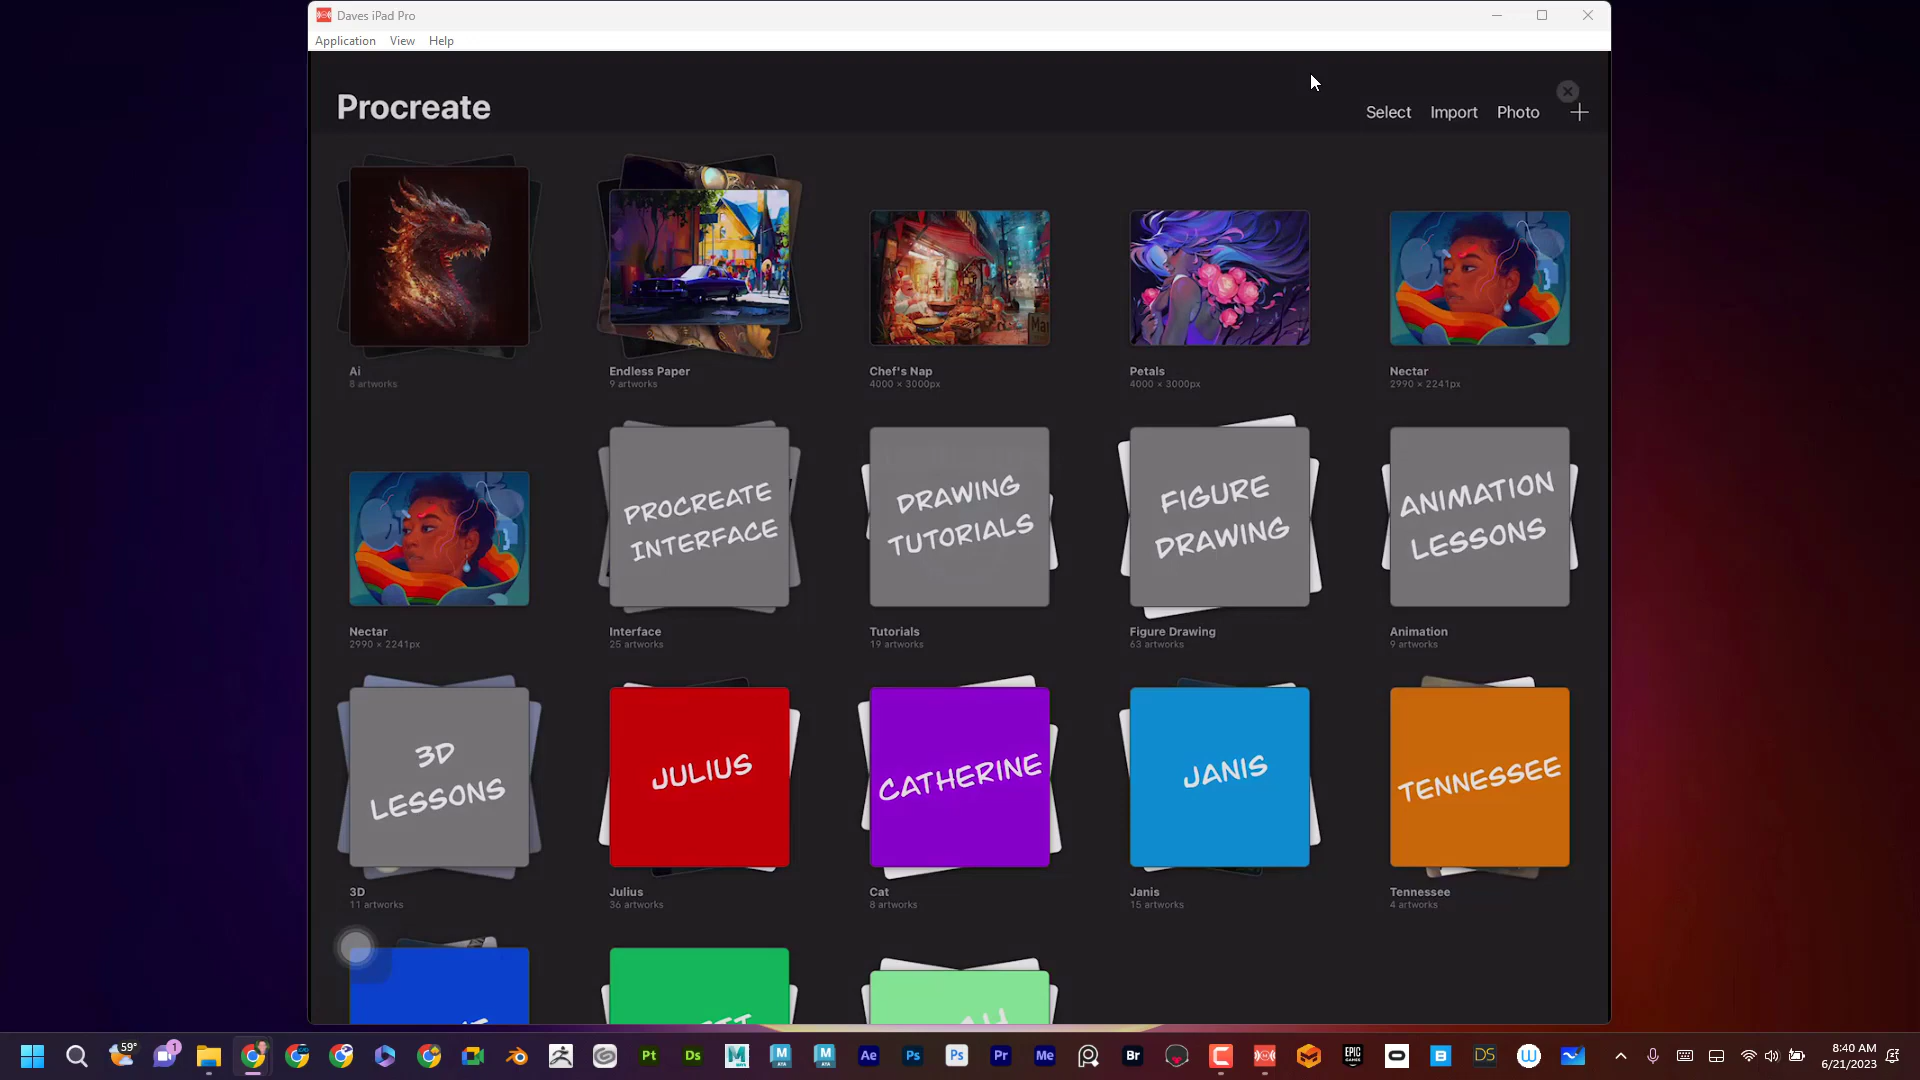 Daves iPad Pro
Application View Help
Procreate
Select Import Photo
Ai
8 artworks
Endless Paper
9 artworks
Chef's Nap
4000 × 3000px
Petals
4000 × 3000px
Nectar
2990 × 2241px
PROCREATE
INTERFACE
DRAWING
TUTORIALS
FIGURE
DRAWING
ANIMATION
LESSONS
Nectar
2990 × 2241px
Interface
25 artworks
Tutorials
19 artworks
Figure Drawing
63 artworks
Animation
9 artworks
3D
LESSONS
JULIUS
CATHERINE
JANIS
TENNESSEE
3D
11 artworks
Julius
36 artworks
Cat
8 artworks
Janis
15 artworks
Tennessee
4 artworks
59°
1
Pt
Ds
Ae
Ps
Ps
Pr
Me
Br
EPIC
GAMES
B
DS
W
8:40 AM
6/21/2023